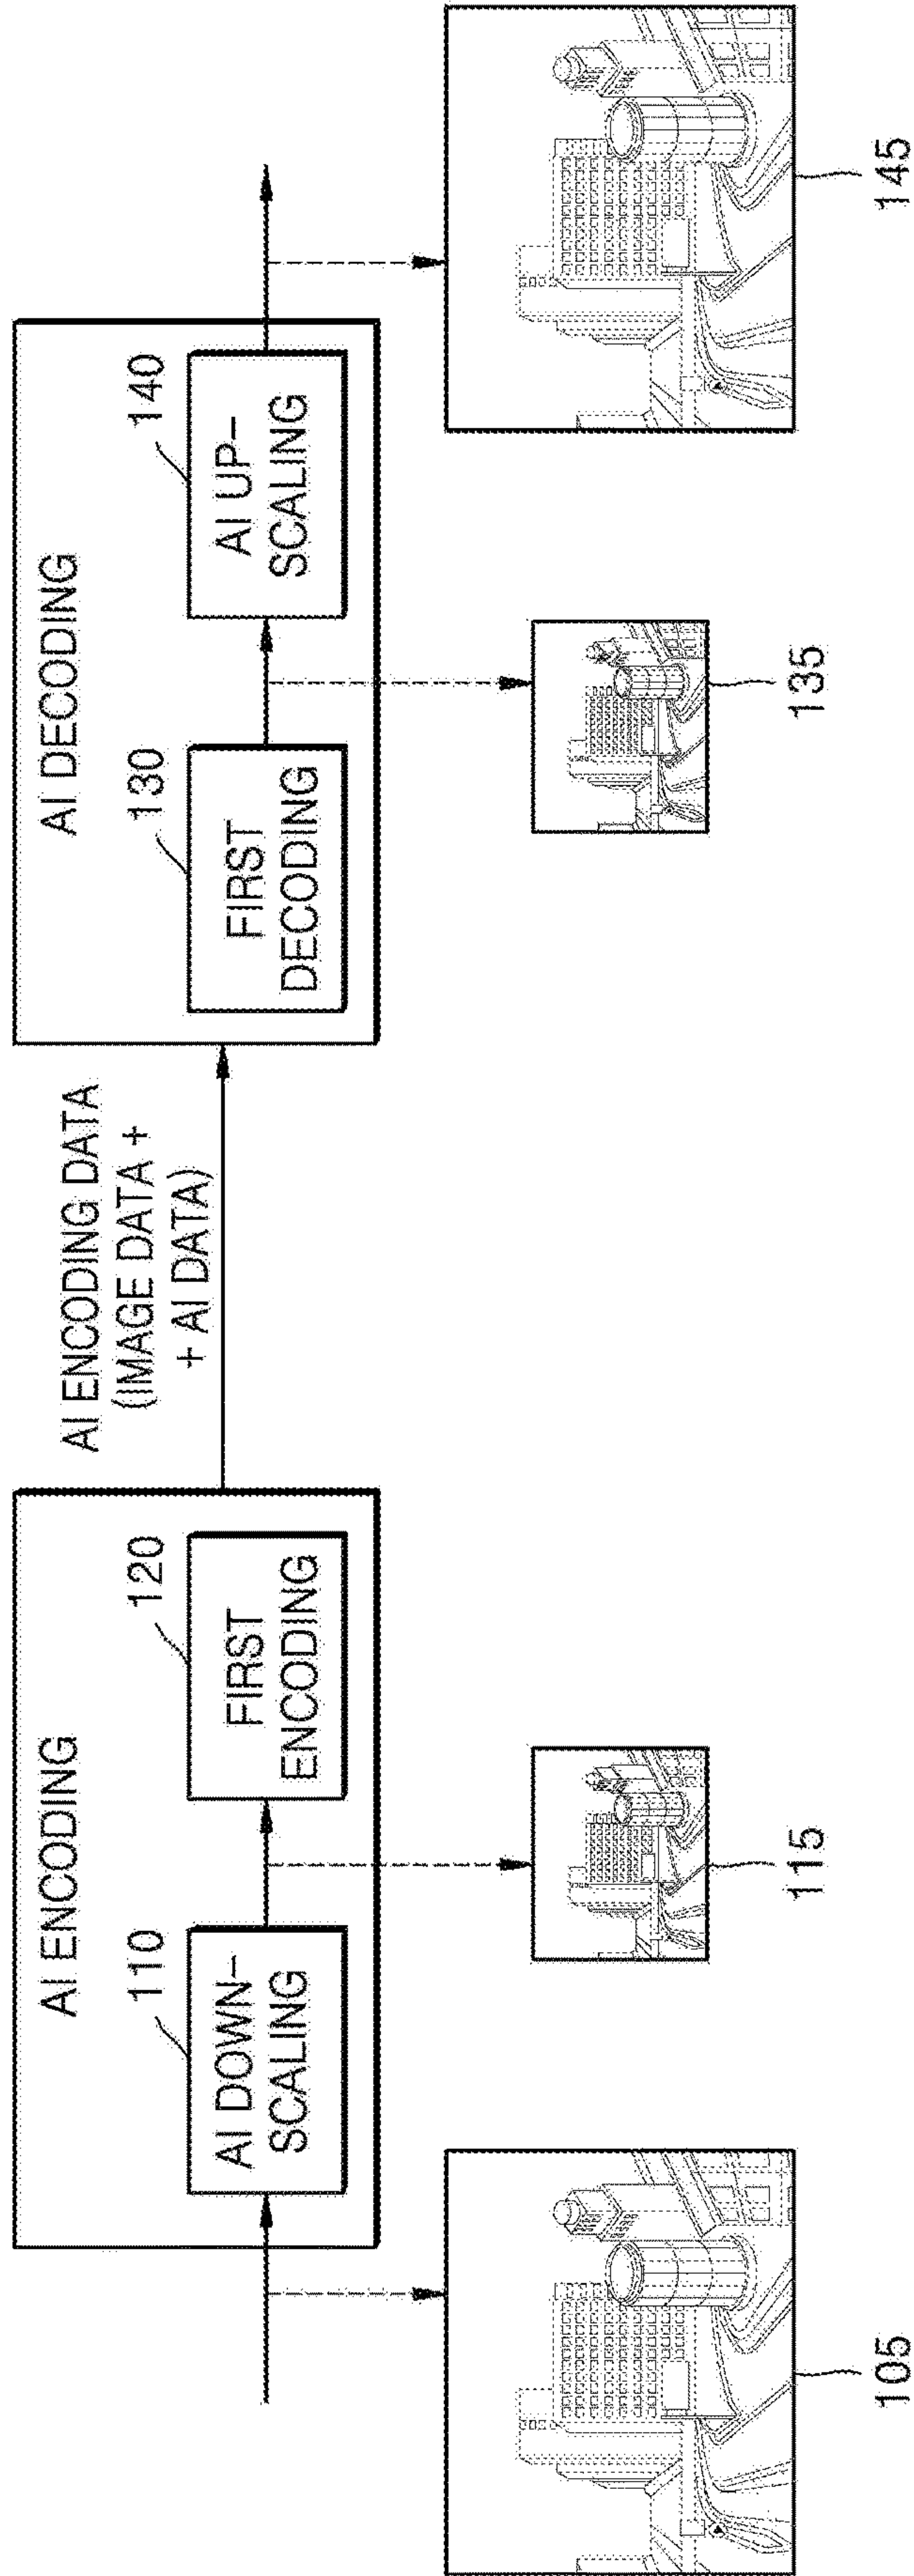 AI ENCODING
110
AI DOWN-
SCALING
120
FIRST
ENCODING
AI ENCODING DATA
(IMAGE DATA +
+ AI DATA)
AI DECODING
130
FIRST
DECODING
140
AI UP-
SCALING
105
115
135
145